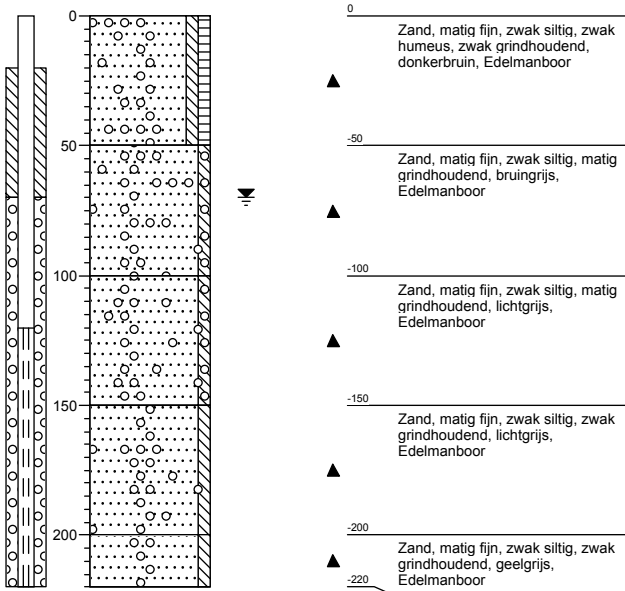 0
50
100
150
200
0
Zand, matig fijn, zwak siltig, zwak
humeus, zwak grindhoudend,
donkerbruin, Edelmanboor
-50
Zand, matig fijn, zwak siltig, matig
grindhoudend, bruingrijs,
Edelmanboor
-100
Zand, matig fijn, zwak siltig, matig
grindhoudend, lichtgrijs,
Edelmanboor
-150
Zand, matig fijn, zwak siltig, zwak
grindhoudend, lichtgrijs,
Edelmanboor
-200
Zand, matig fijn, zwak siltig, zwak
grindhoudend, geelgrijs,
Edelmanboor
-220